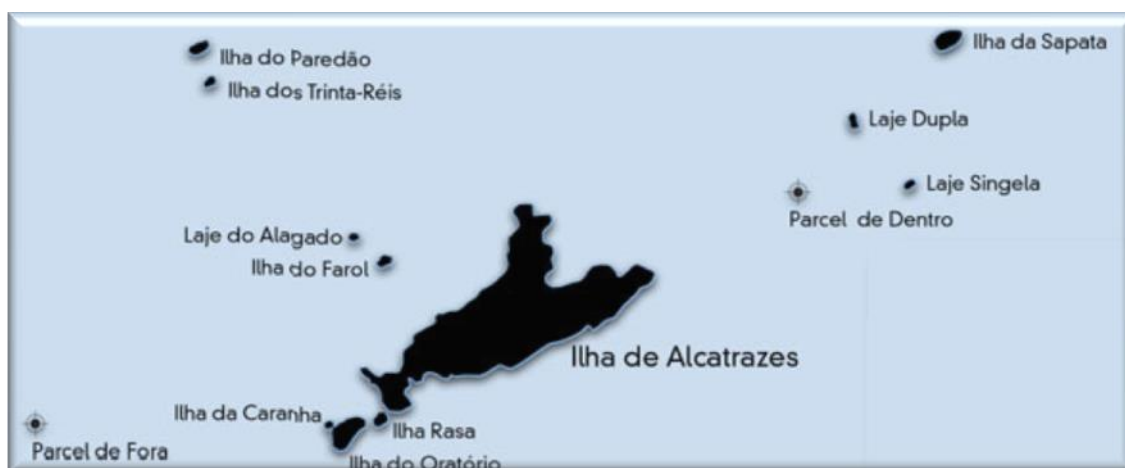 Ilha do Paredão
Ilha dos Trinta-Réis
Ilha da Sapata
Laje Dupla
Laje Singela
Parcel de Dentro
Laje do Alagado
Ilha do Farol
Ilha de Alcatrazes
Ilha da Caranha
Ilha Rasa
Parcel de Fora
Ilha do Oratório